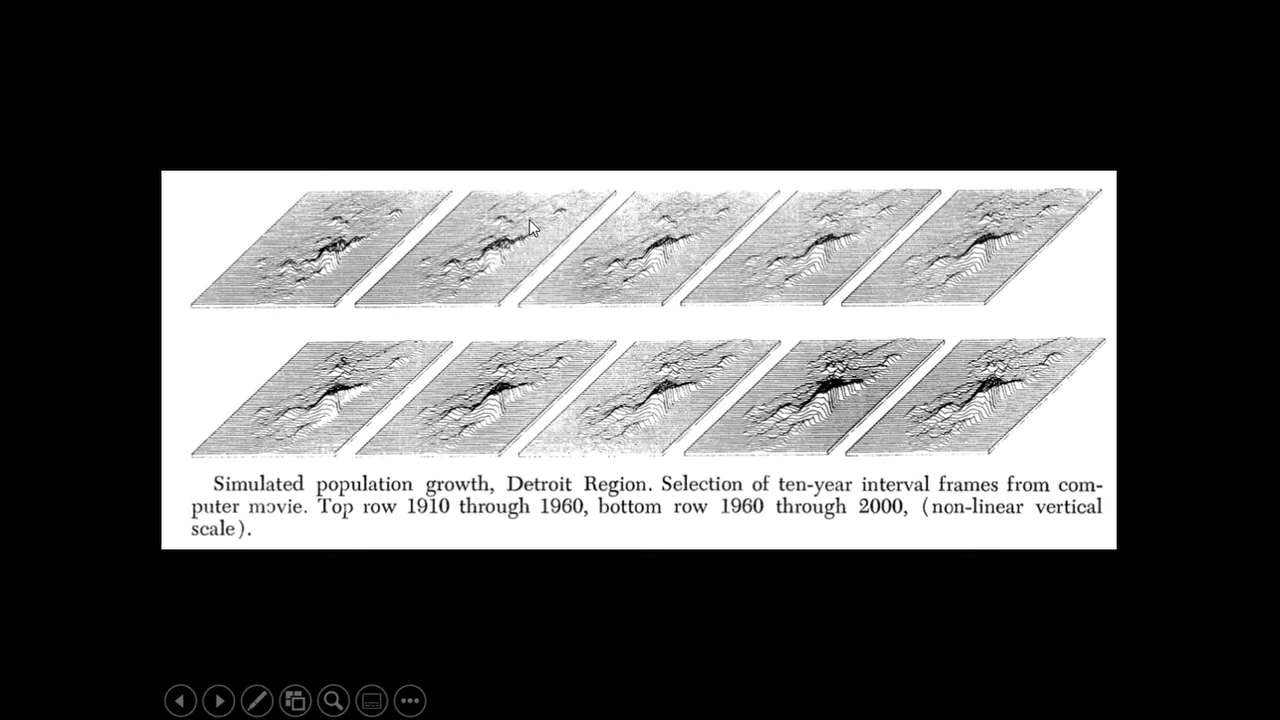 Simulated population growth, Detroit Region. Selection of ten-year interval frames from com-
puter movie. Top row 1910 through 1960, bottom row 1960 through 2000, (non-linear vertical
scale).